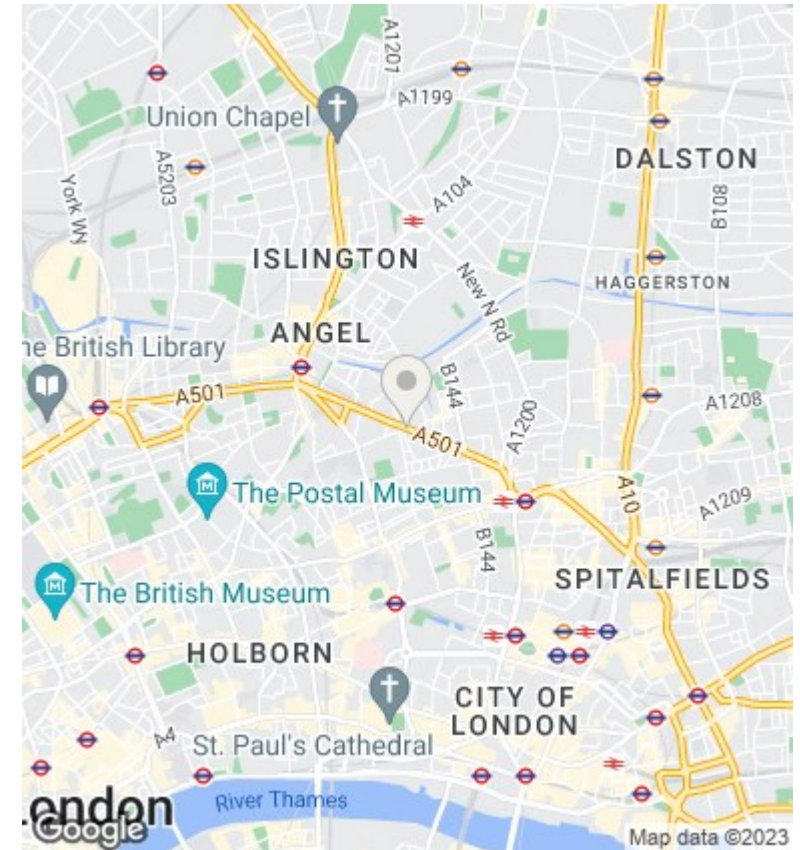 A1201
A1199
Union Chapel
DALSTON
A5203
York Wy
A104
B108
ISLINGTON
New N Rd
HAGGERSTON
ANGEL
he British Library
B144
A501
A1208
A501
A1200
The Postal Museum
A10
A1209
B144
SPITALFIELDS
The British Museum
HOLBORN
CITY OF
LONDON
A4
St. Paul's Cathedral
ondon
River Thames
Google
Map data ©2023